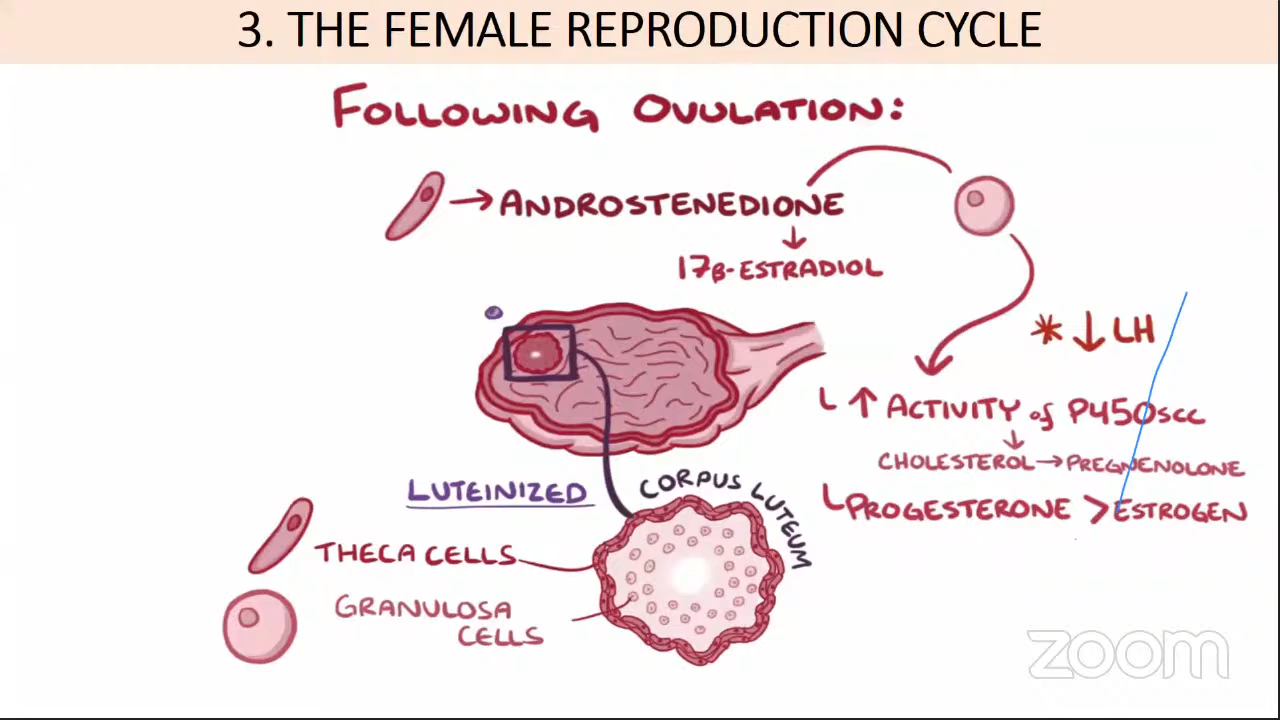 3. THE FEMALE REPRODUCTION CYCLE
FOLLOWING OVULATION:
→ ANDROSTENEDIONE
↓
17β-ESTRADIOL
* ↓ LH
↑ ACTIVITY of P450scc
↓
CHOLESTEROL → PREGNENOLONE
PROGESTERONE > ESTROGEN
LUTEINIZED
CORPUS LUTEUM
THECA CELLS
GRANULOSA
CELLS
zoom